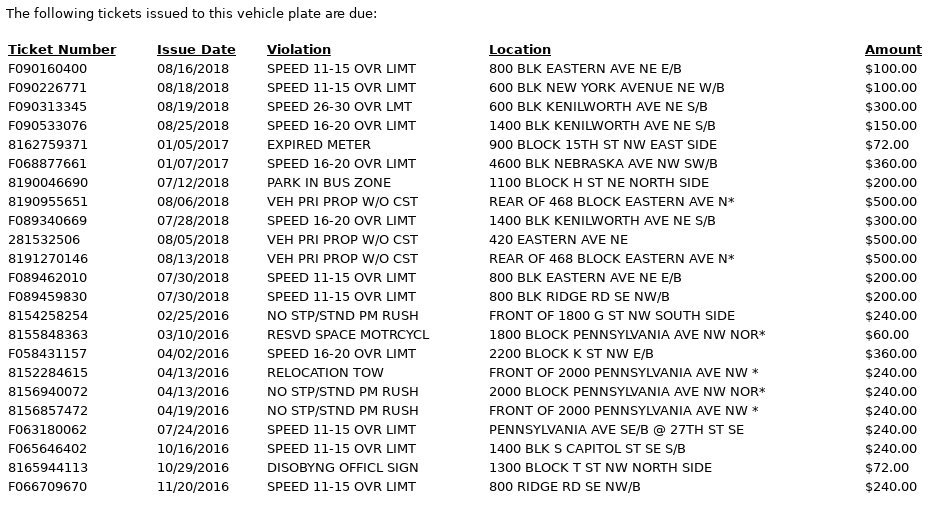 The following tickets issued to this vehicle plate are due:
Ticket Number Issue Date Violation Location Amount
F090160400 08/16/2018 SPEED 11-15 OVR LIMT 800 BLK EASTERN AVE NE E/B $100.00
F090226771 08/18/2018 SPEED 11-15 OVR LIMT 600 BLK NEW YORK AVENUE NE W/B $100.00
F090313345 08/19/2018 SPEED 26-30 OVR LMT 600 BLK KENILWORTH AVE NE S/B $300.00
F090533076 08/25/2018 SPEED 16-20 OVR LIMT 1400 BLK KENILWORTH AVE NE S/B $150.00
8162759371 01/05/2017 EXPIRED METER 900 BLOCK 15TH ST NW EAST SIDE $72.00
F068877661 01/07/2017 SPEED 16-20 OVR LIMT 4600 BLK NEBRASKA AVE NW SW/B $360.00
8190046690 07/12/2018 PARK IN BUS ZONE 1100 BLOCK H ST NE NORTH SIDE $200.00
8190955651 08/06/2018 VEH PRI PROP W/O CST REAR OF 468 BLOCK EASTERN AVE N* $500.00
F089340669 07/28/2018 SPEED 16-20 OVR LIMT 1400 BLK KENILWORTH AVE NE S/B $300.00
281532506 08/05/2018 VEH PRI PROP W/O CST 420 EASTERN AVE NE $500.00
8191270146 08/13/2018 VEH PRI PROP W/O CST REAR OF 468 BLOCK EASTERN AVE N* $500.00
F089462010 07/30/2018 SPEED 11-15 OVR LIMT 800 BLK EASTERN AVE NE E/B $200.00
F089459830 07/30/2018 SPEED 11-15 OVR LIMT 800 BLK RIDGE RD SE NW/B $200.00
8154258254 02/25/2016 NO STP/STND PM RUSH FRONT OF 1800 G ST NW SOUTH SIDE $240.00
8155848363 03/10/2016 RESVD SPACE MOTRCYCL 1800 BLOCK PENNSYLVANIA AVE NW NOR* $60.00
F058431157 04/02/2016 SPEED 16-20 OVR LIMT 2200 BLOCK K ST NW E/B $360.00
8152284615 04/13/2016 RELOCATION TOW FRONT OF 2000 PENNSYLVANIA AVE NW * $240.00
8156940072 04/13/2016 NO STP/STND PM RUSH 2000 BLOCK PENNSYLVANIA AVE NW NOR* $240.00
8156857472 04/19/2016 NO STP/STND PM RUSH FRONT OF 2000 PENNSYLVANIA AVE NW * $240.00
F063180062 07/24/2016 SPEED 11-15 OVR LIMT PENNSYLVANIA AVE SE/B @ 27TH ST SE $240.00
F065646402 10/16/2016 SPEED 11-15 OVR LIMT 1400 BLK S CAPITOL ST SE S/B $240.00
8165944113 10/29/2016 DISOBYNG OFFICL SIGN 1300 BLOCK T ST NW NORTH SIDE $72.00
F066709670 11/20/2016 SPEED 11-15 OVR LIMT 800 RIDGE RD SE NW/B $240.00